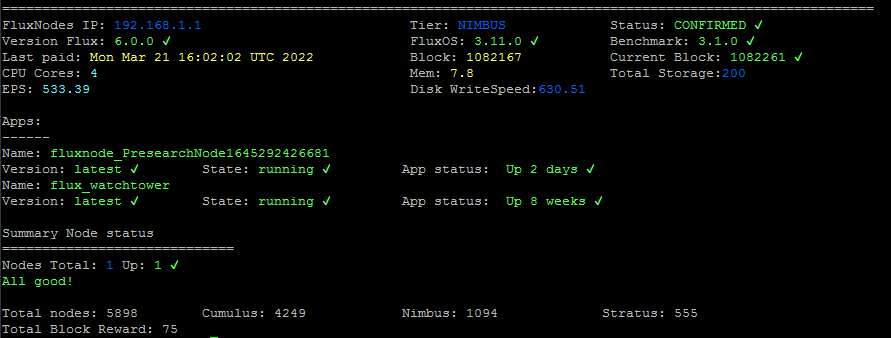 =============================================================================================================
FluxNodes IP: 192.168.1.1 Tier: NIMBUS Status: CONFIRMED ✓
Version Flux: 6.0.0 ✓ FluxOS: 3.11.0 ✓ Benchmark: 3.1.0 ✓
Last paid: Mon Mar 21 16:02:02 UTC 2022 Block: 1082167 Current Block: 1082261 ✓
CPU Cores: 4 Mem: 7.8 Total Storage:200
EPS: 533.39 Disk WriteSpeed:630.51
Apps:
------
Name: fluxnode_PresearchNode1645292426681
Version: latest ✓ State: running ✓ App status: Up 2 days ✓
Name: flux_watchtower
Version: latest ✓ State: running ✓ App status: Up 8 weeks ✓
Summary Node status
=============================
Nodes Total: 1 Up: 1 ✓
All good!
Total nodes: 5898 Cumulus: 4249 Nimbus: 1094 Stratus: 555
Total Block Reward: 75